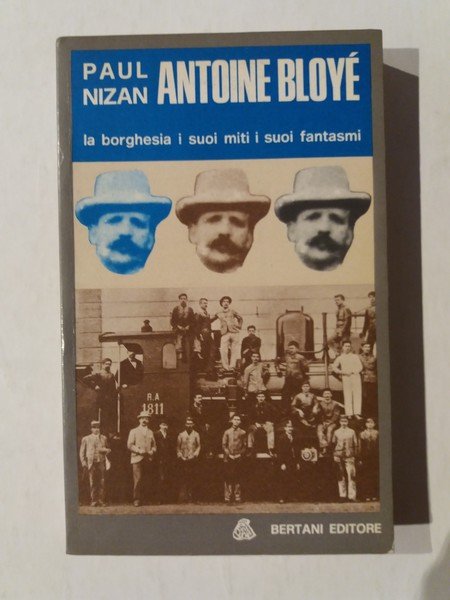 PAUL
NIZAN
ANTOINE BLOYÉ
la borghesia i suoi miti i suoi fantasmi
R.A
1811
BERTANI EDITORE